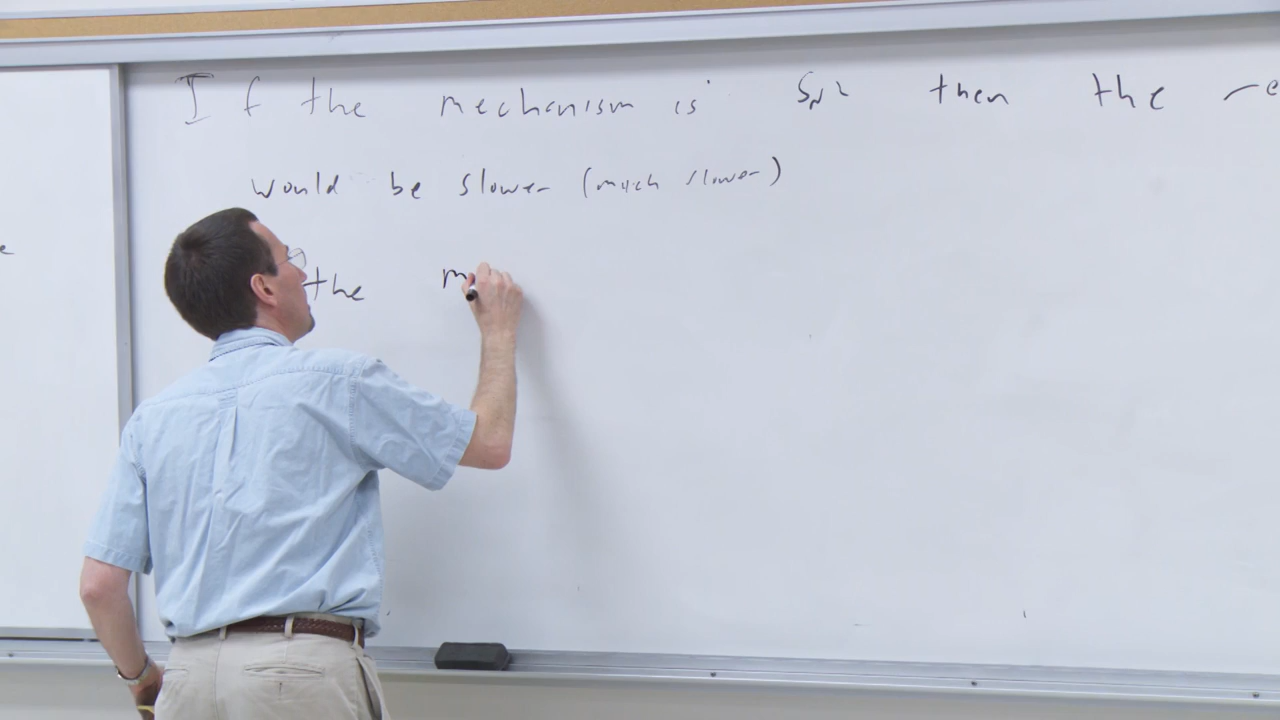 If the mechanism is SN2 then the re
would be slower (much slower)
the m
e